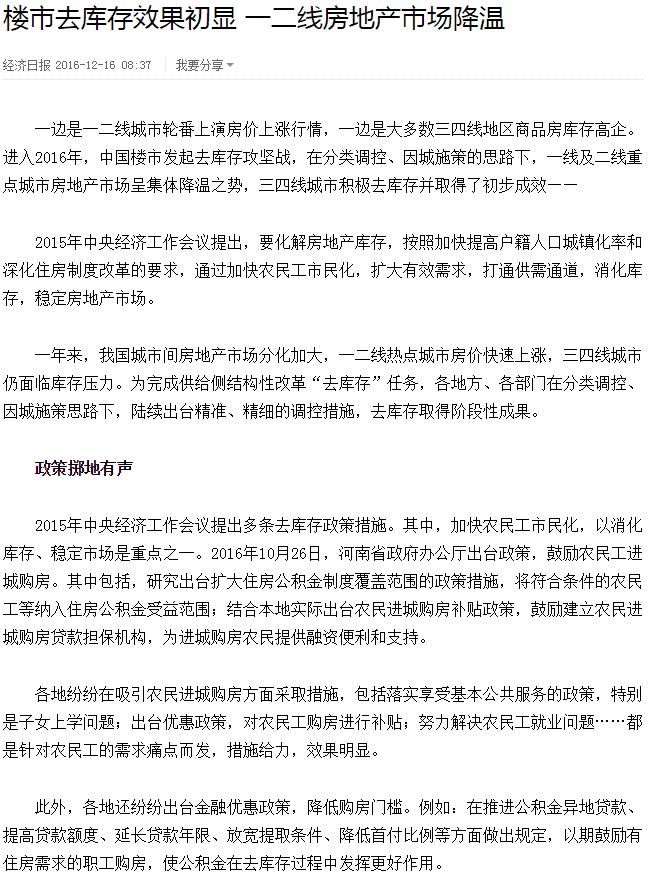 楼市去库存效果初显 一二线房地产市场降温
经济日报 2016-12-16 08:37 我要分享
一边是一二线城市轮番上演房价上涨行情，一边是大多数三四线地区商品房库存高企。
进入2016年，中国楼市发起去库存攻坚战，在分类调控、因城施策的思路下，一线及二线重
点城市房地产市场呈集体降温之势，三四线城市积极去库存并取得了初步成效——
2015年中央经济工作会议提出，要化解房地产库存，按照加快提高户籍人口城镇化率和
深化住房制度改革的要求，通过加快农民工市民化，扩大有效需求，打通供需通道，消化库
存，稳定房地产市场。
一年来，我国城市间房地产市场分化加大，一二线热点城市房价快速上涨，三四线城市
仍面临库存压力。为完成供给侧结构性改革“去库存”任务，各地方、各部门在分类调控、
因城施策思路下，陆续出台精准、精细的调控措施，去库存取得阶段性成果。
政策掷地有声
2015年中央经济工作会议提出多条去库存政策措施。其中，加快农民工市民化，以消化
库存、稳定市场是重点之一。2016年10月26日，河南省政府办公厅出台政策，鼓励农民工进
城购房。其中包括，研究出台扩大住房公积金制度覆盖范围的政策措施，将符合条件的农民
工等纳入住房公积金受益范围；结合本地实际出台农民进城购房补贴政策，鼓励建立农民进
城购房贷款担保机构，为进城购房农民提供融资便利和支持。
各地纷纷在吸引农民进城购房方面采取措施，包括落实享受基本公共服务的政策，特别
是子女上学问题；出台优惠政策，对农民工购房进行补贴；努力解决农民工就业问题……都
是针对农民工的需求痛点而发，措施给力，效果明显。
此外，各地还纷纷出台金融优惠政策，降低购房门槛。例如：在推进公积金异地贷款、
提高贷款额度、延长贷款年限、放宽提取条件、降低首付比例等方面做出规定，以期鼓励有
住房需求的职工购房，使公积金在去库存过程中发挥更好作用。